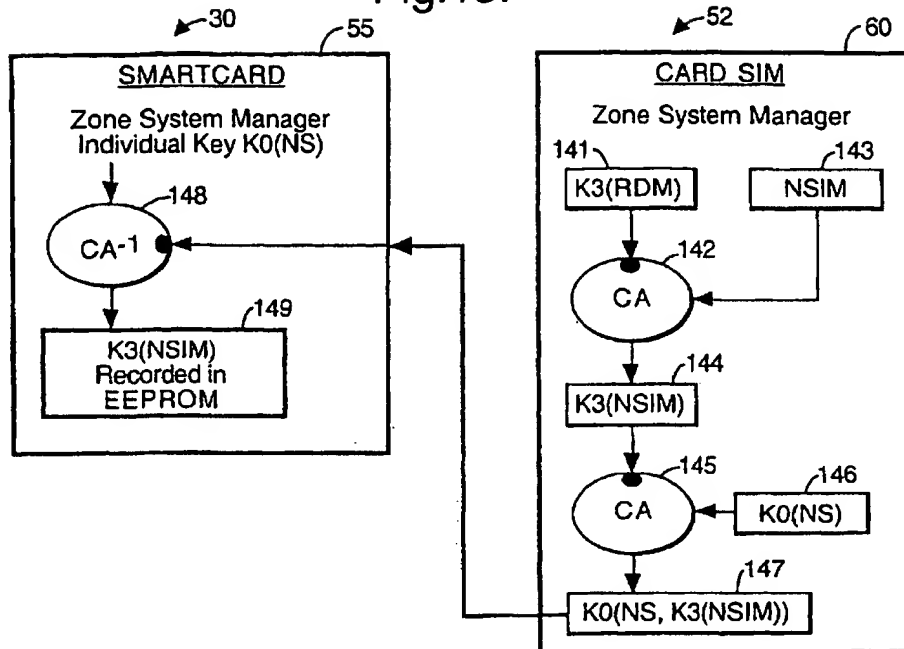 Fig.
30
55
SMARTCARD
Zone System Manager
Individual Key K0(NS)
148
CA-1
149
K3(NSIM)
Recorded in
EEPROM
52
60
CARD SIM
Zone System Manager
141
K3(RDM)
143
NSIM
142
CA
144
K3(NSIM)
145
CA
146
K0(NS)
147
K0(NS, K3(NSIM))